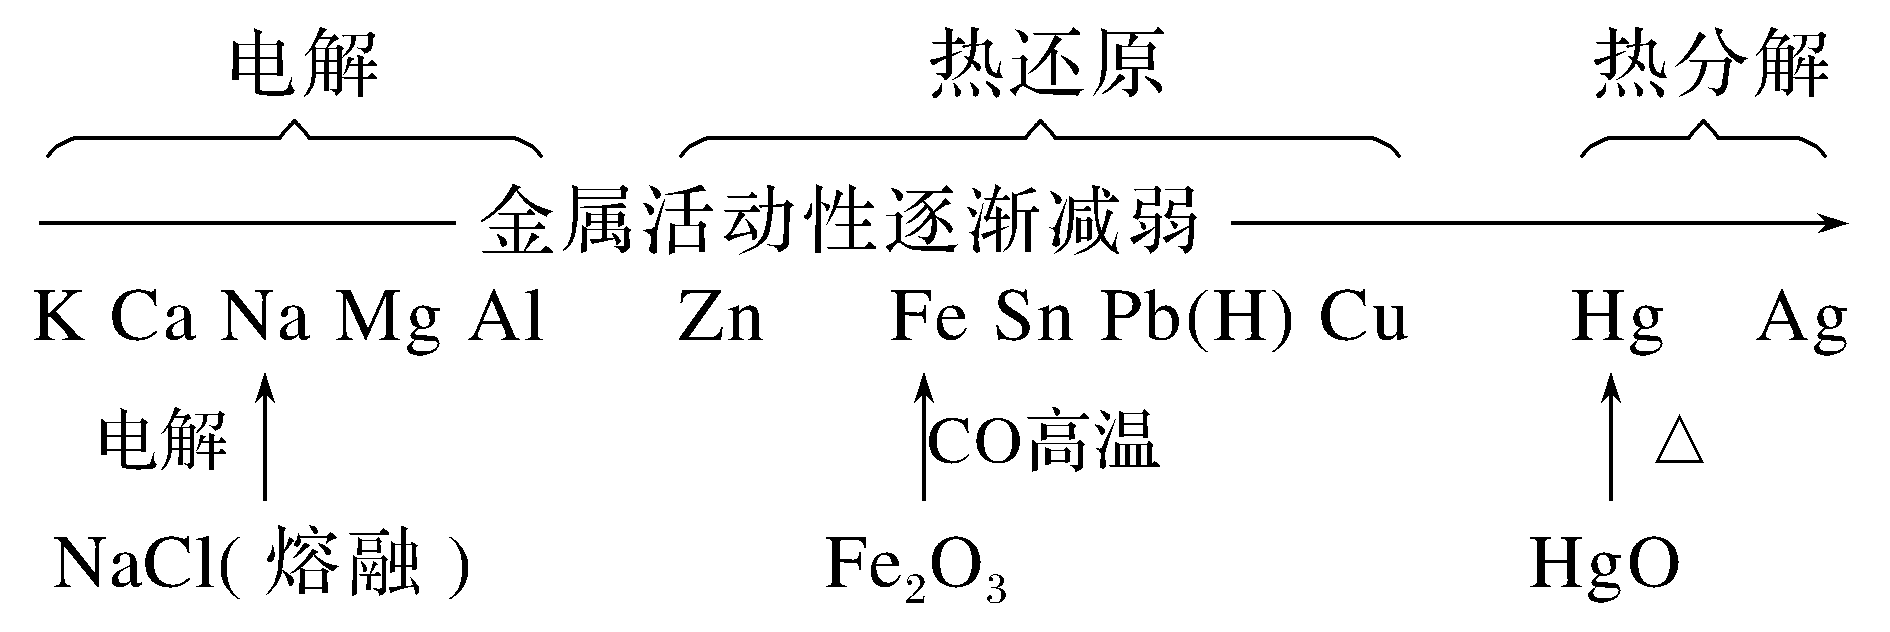 电解 热还原 热分解
金属活动性逐渐减弱
K Ca Na Mg Al Zn Fe Sn Pb(H) Cu Hg Ag
电解 CO高温 △
NaCl(熔融) Fe₂O₃ HgO